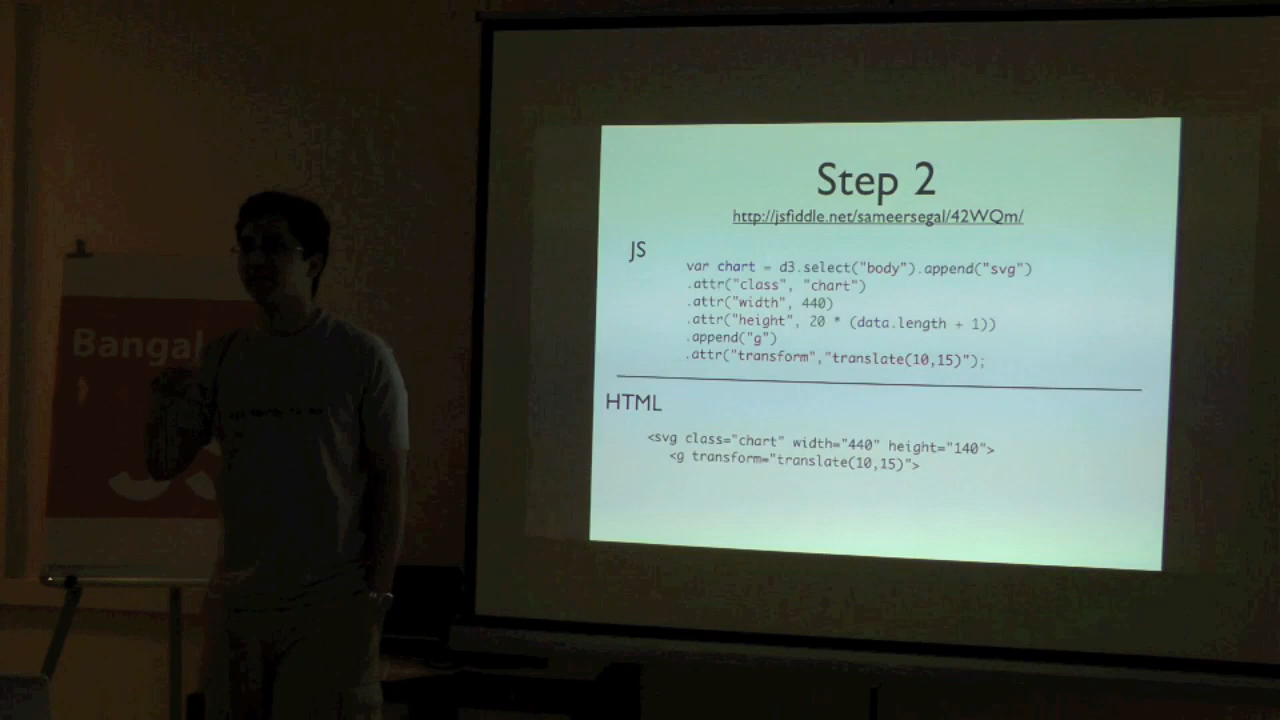 Step 2
http://jsfiddle.net/sameersegal/42WQm/
JS
var chart = d3.select("body").append("svg")
.attr("class", "chart")
.attr("width", 440)
.attr("height", 20 * (data.length + 1))
.append("g")
.attr("transform","translate(10,15)");
HTML
<svg class="chart" width="440" height="140">
<g transform="translate(10,15)">
Bangal